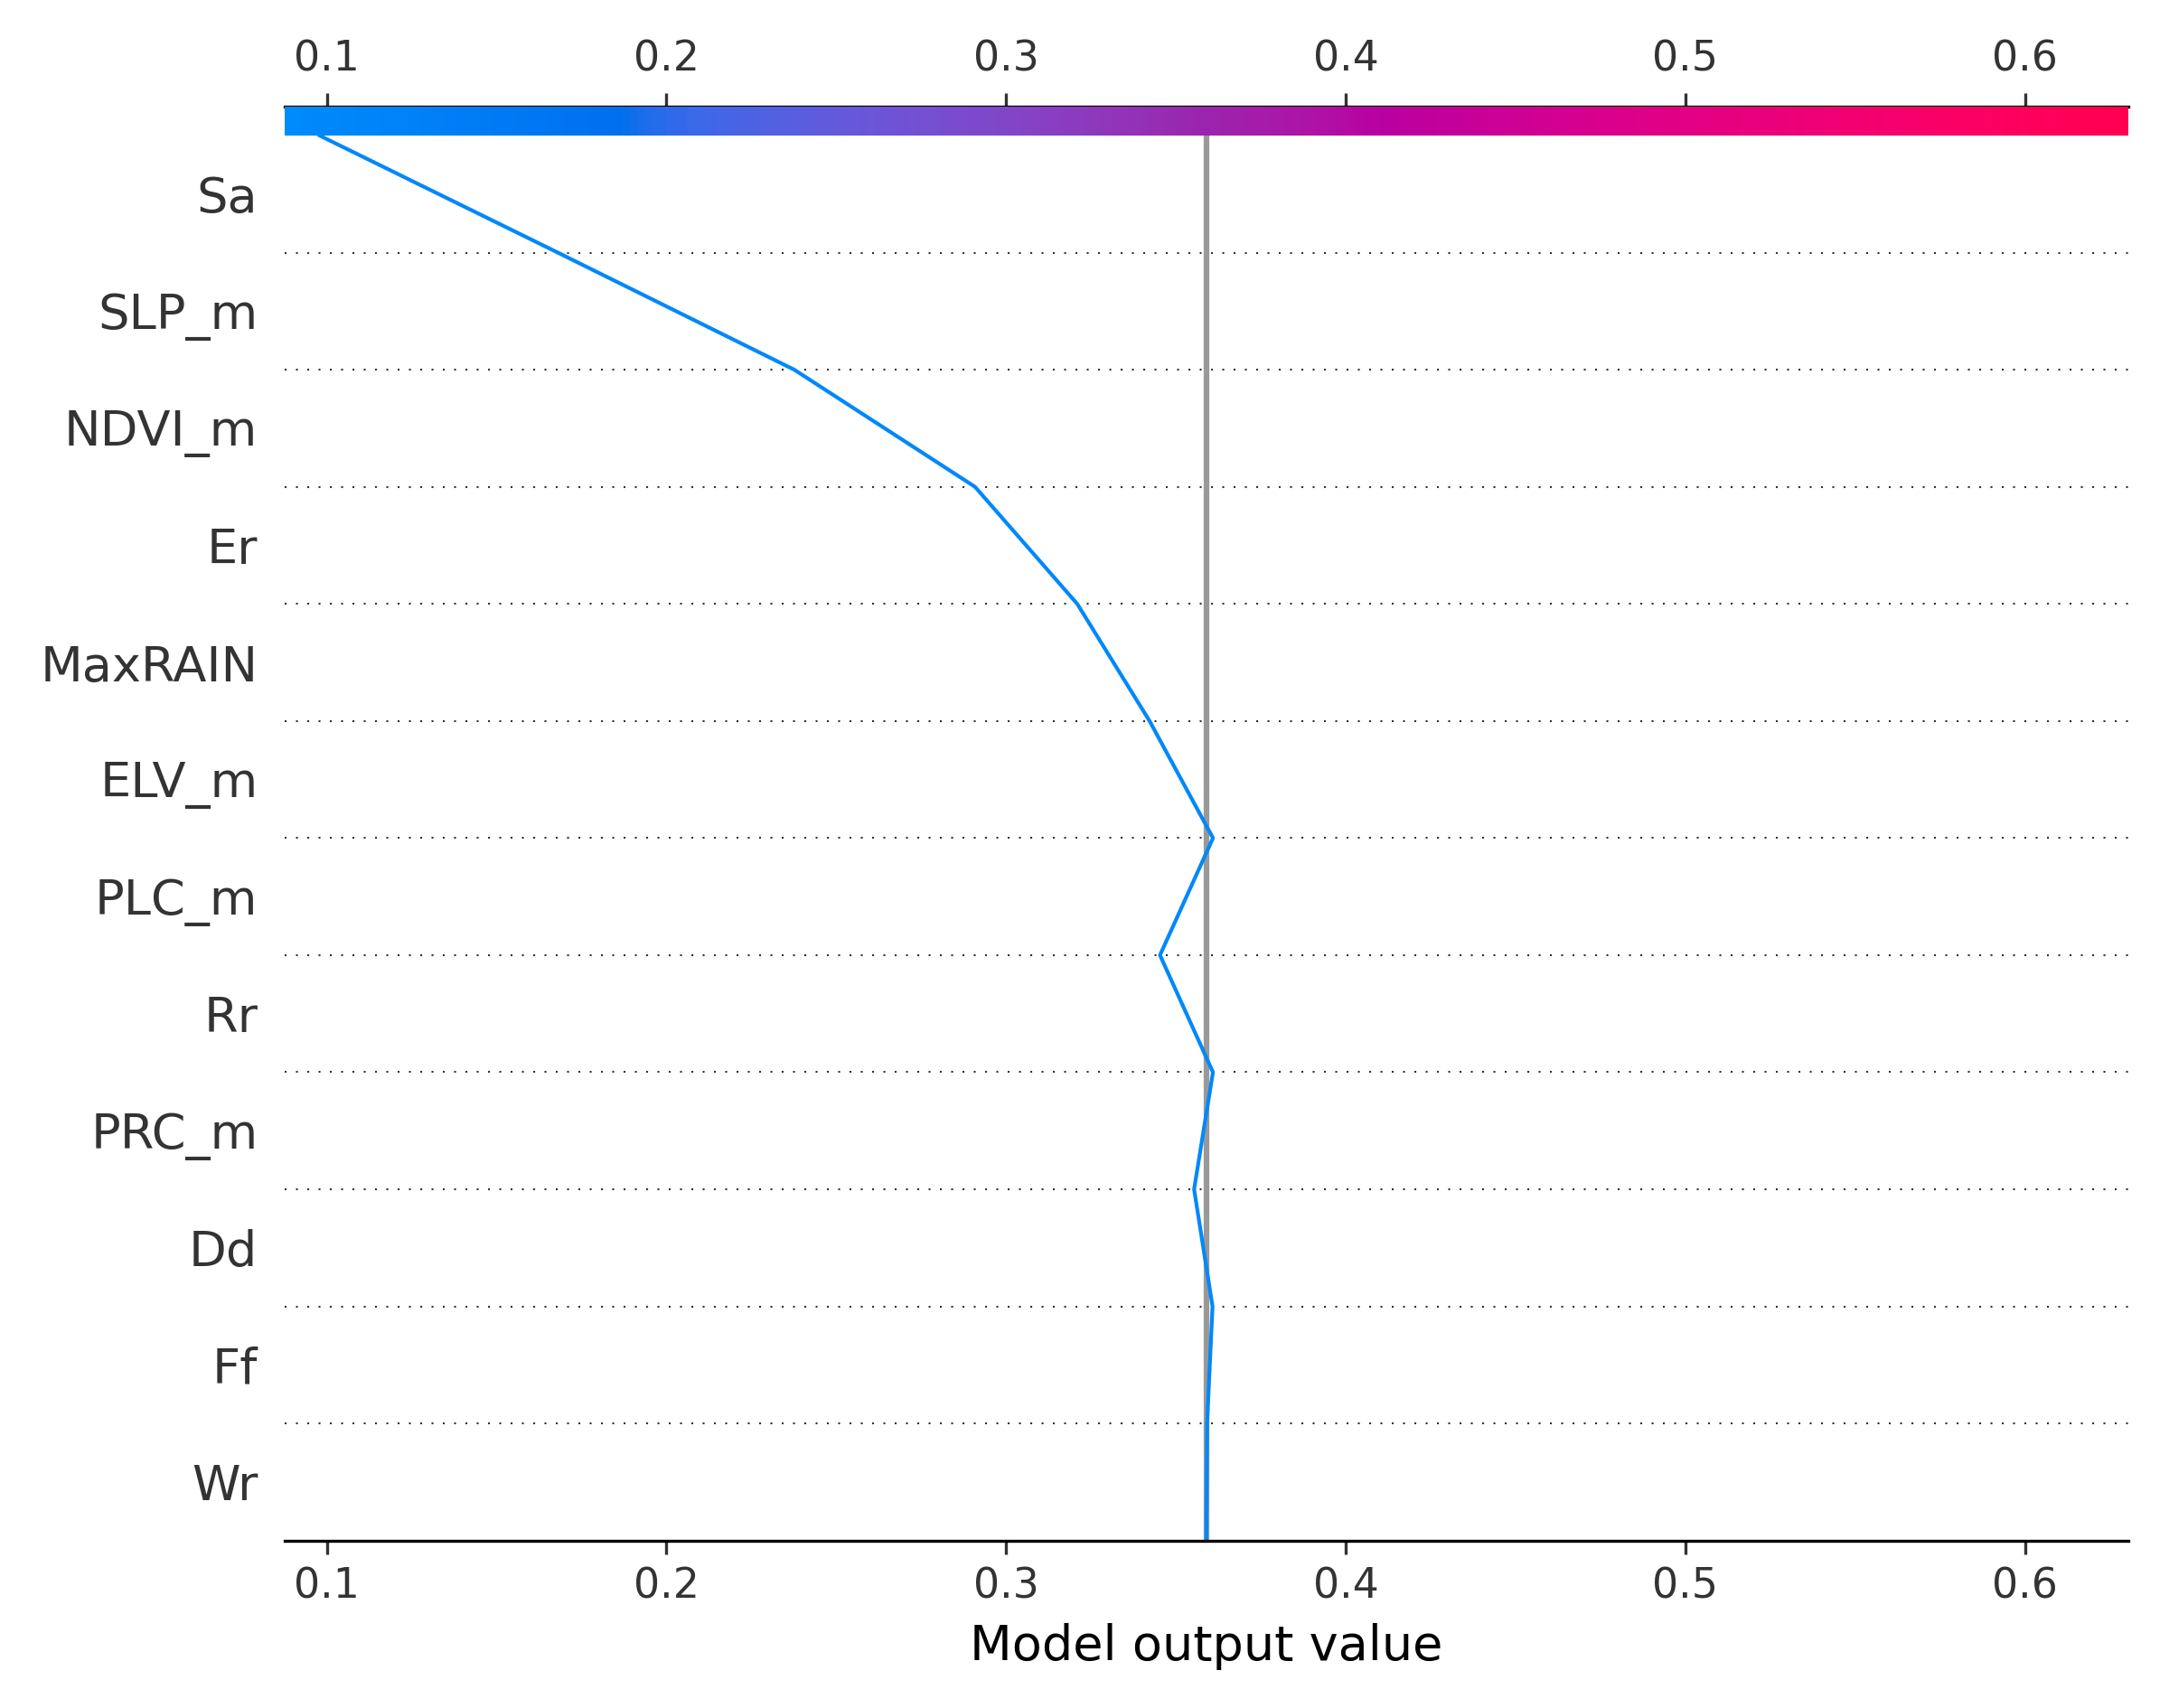 0.1 0.2 0.3 0.4 0.5 0.6
Sa
SLP_m
NDVI_m
Er
MaxRAIN
ELV_m
PLC_m
Rr
PRC_m
Dd
Ff
Wr
0.1 0.2 0.3 0.4 0.5 0.6
Model output value